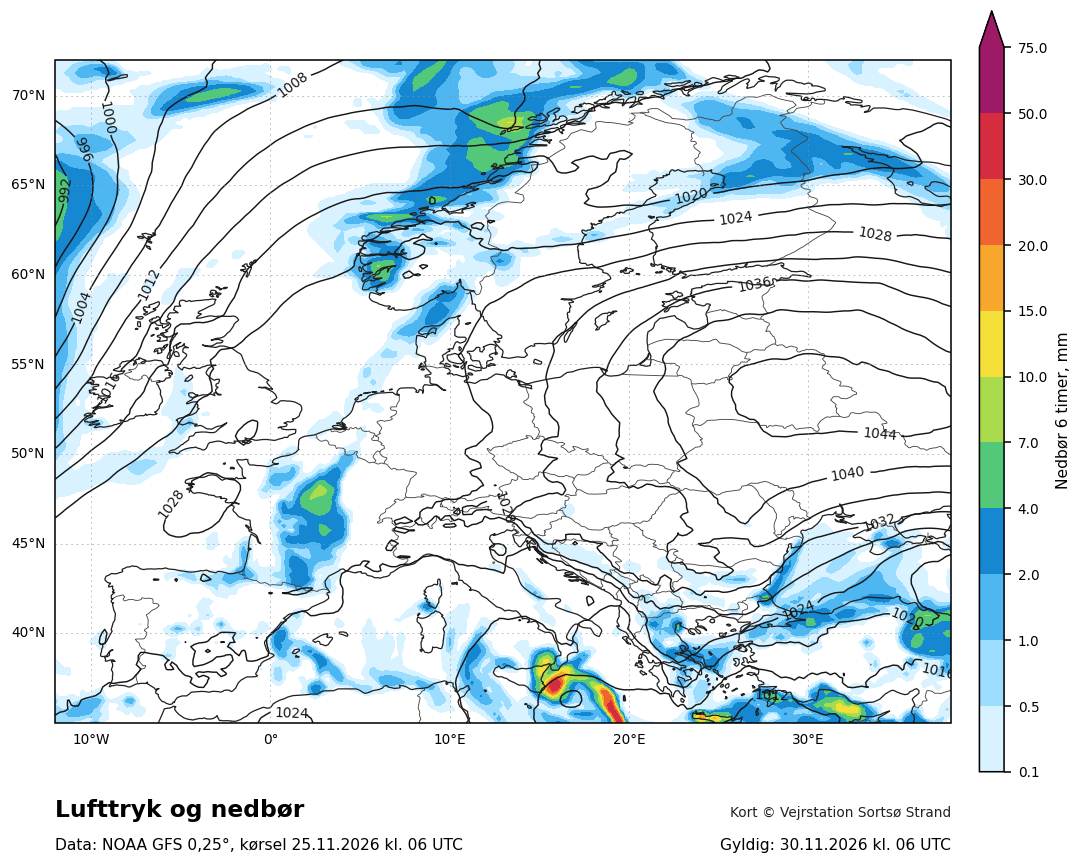 75.0
50.0
30.0
20.0
15.0
10.0
7.0
4.0
2.0
1.0
0.5
0.1
Nedbør 6 timer, mm
70°N
65°N
60°N
55°N
50°N
45°N
40°N
10°W
0°
10°E
20°E
30°E
1008
1000
996
992
1004
1012
1016
1020
1024
1028
1036
1044
1040
1032
1028
1028
1024
1020
1016
1012
1024
Lufttryk og nedbør
Kort © Vejrstation Sortsø Strand
Data: NOAA GFS 0,25°, kørsel 25.11.2026 kl. 06 UTC
Gyldig: 30.11.2026 kl. 06 UTC